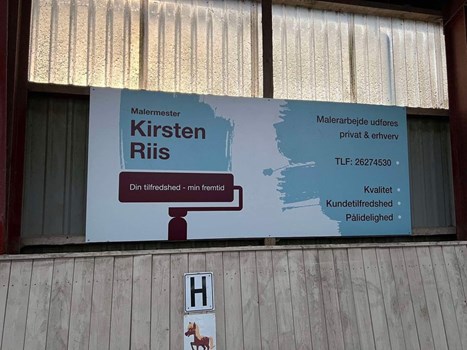 Malermester
Kirsten
Riis
Din tilfredshed - min fremtid
Malerarbejde udføres
privat & erhverv
TLF: 26274530
Kvalitet
Kundetilfredshed
Pålidelighed
H